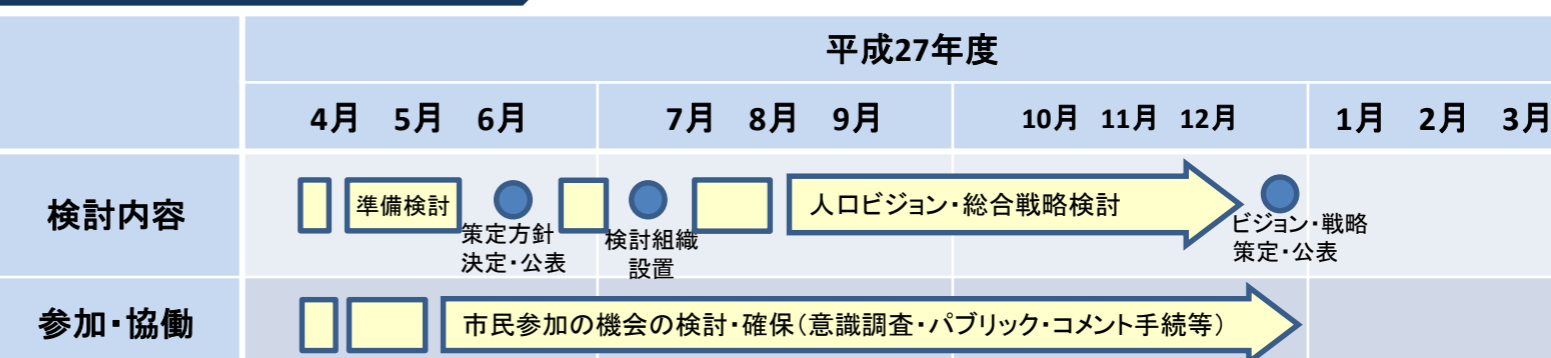 平成27年度
4月 5月 6月 7月 8月 9月 10月 11月 12月 1月 2月 3月
検討内容
準備検討
策定方針
決定・公表
検討組織
設置
人口ビジョン・総合戦略検討
ビジョン・戦略
策定・公表
参加・協働
市民参加の機会の検討・確保(意識調査・パブリック・コメント手続等)